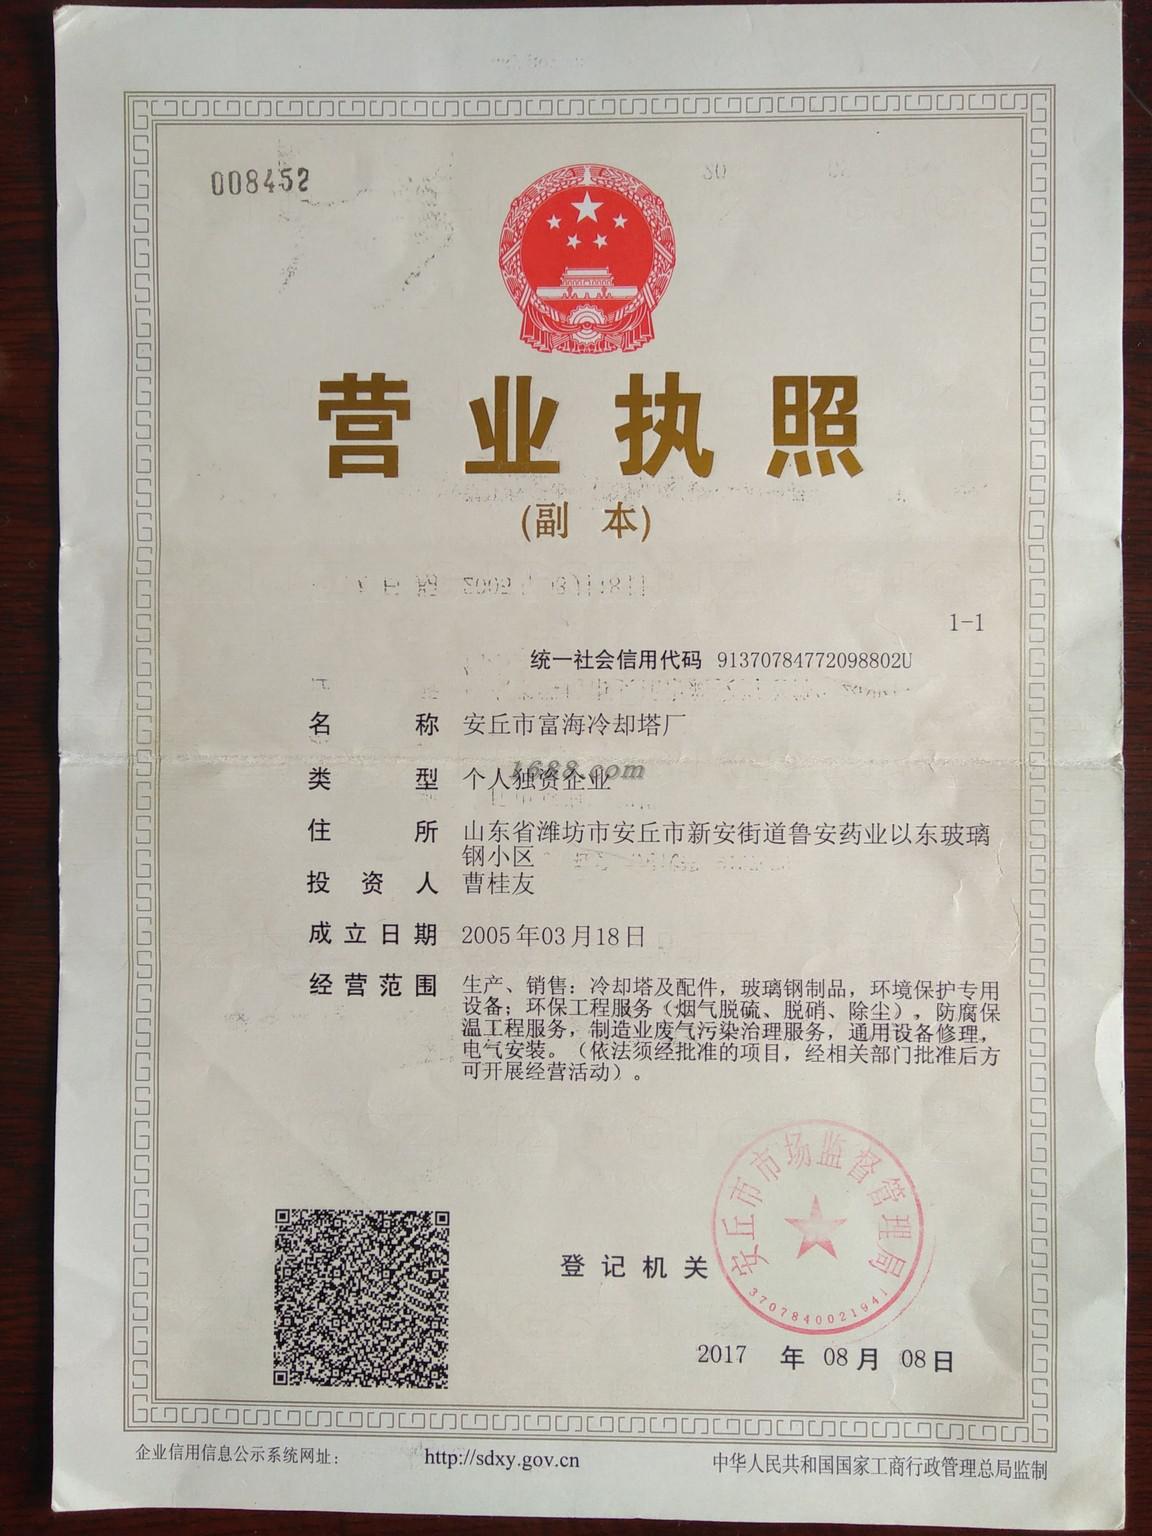 008452
营业执照
(副 本)
1-1
统一社会信用代码 91370784772098802U
名 称 安丘市富海冷却塔厂
1688.com
类 型 个人独资企业
住 所 山东省潍坊市安丘市新安街道鲁安药业以东玻璃
钢小区
投 资 人 曹桂友
成立日期 2005年03月18日
经营范围 生产、销售：冷却塔及配件，玻璃钢制品，环境保护专用
设备；环保工程服务（烟气脱硫、脱硝、除尘），防腐保
温工程服务，制造业废气污染治理服务，通用设备修理，
电气安装。（依法须经批准的项目，经相关部门批准后方
可开展经营活动）。
安丘市市场监督管理局
登记机关
3707840021941
2017 年 08月 08日
企业信用信息公示系统网址： http://sdxy.gov.cn 中华人民共和国国家工商行政管理总局监制